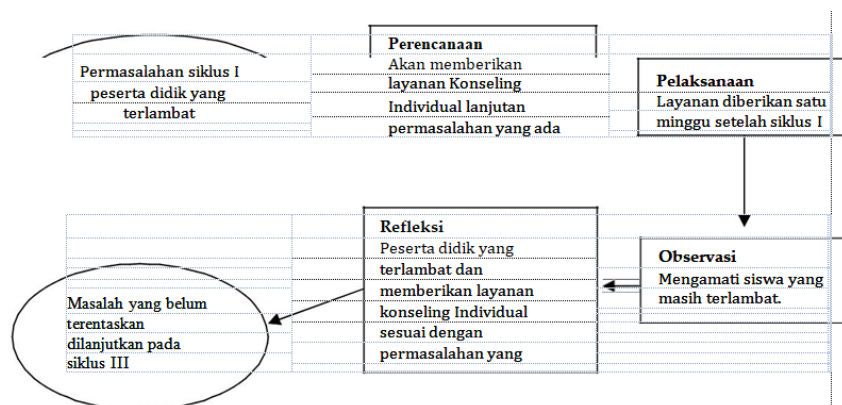 Permasalahan siklus I
peserta didik yang
terlambat
Perencanaan
Akan memberikan
layanan Konseling
Individual lanjutan
permasalahan yang ada
Pelaksanaan
Layanan diberikan satu
minggu setelah siklus I
Observasi
Mengamati siswa yang
masih terlambat.
Refleksi
Peserta didik yang
terlambat dan
memberikan layanan
konseling Individual
sesuai dengan
permasalahan yang
Masalah yang belum
terentaskan
dilanjutkan pada
siklus III